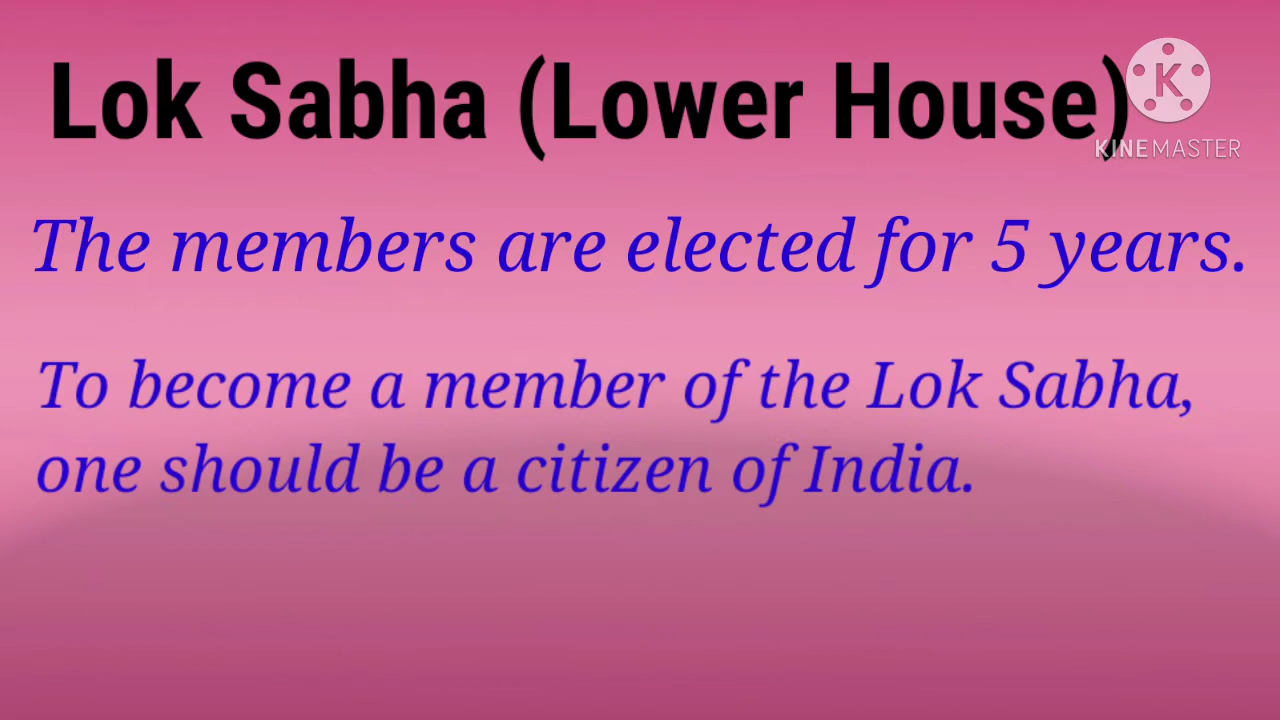 Lok Sabha (Lower House)
K
KINEMASTER
The members are elected for 5 years.
To become a member of the Lok Sabha,
one should be a citizen of India.